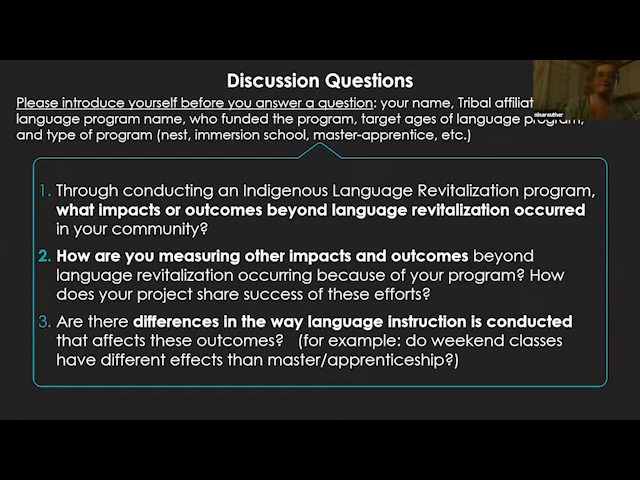 Discussion Questions
Please introduce yourself before you answer a question: your name, Tribal affiliat
language program name, who funded the program, target ages of language program,
and type of program (nest, immersion school, master-apprentice, etc.)
1. Through conducting an Indigenous Language Revitalization program,
what impacts or outcomes beyond language revitalization occurred
in your community?
2. How are you measuring other impacts and outcomes beyond
language revitalization occurring because of your program? How
does your project share success of these efforts?
3. Are there differences in the way language instruction is conducted
that affects these outcomes? (for example: do weekend classes
have different effects than master/apprenticeship?)